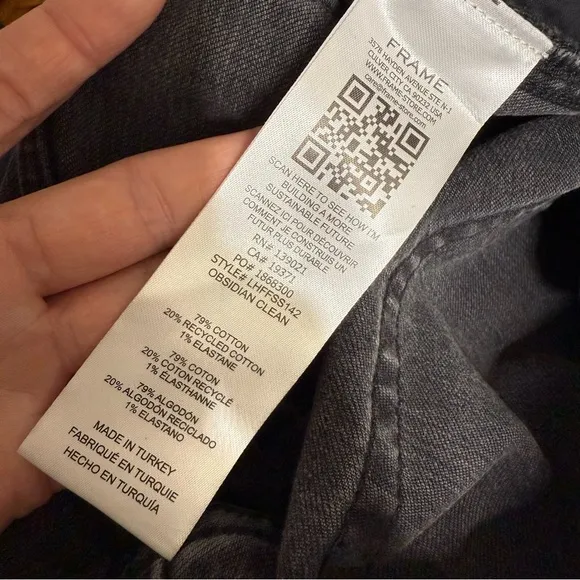 FRAME
3578 HAYDEN AVENUE STE N-1
CULVER CITY, CA 90232 USA
WWW.FRAME-STORE.COM
care@frame-store.com
SCAN HERE TO SEE HOW I'M
BUILDING A MORE
SUSTAINABLE FUTURE
SCANNEZ ICI POUR DÉCOUVRIR
COMMENT JE CONSTRUIS UN
FUTUR PLUS DURABLE
RN# 139021
CA# 19371
PO# 1868300
STYLE# LHFFSS142
OBSIDIAN CLEAN
79% COTTON
20% RECYCLED COTTON
1% ELASTANE
79% COTON
20% COTON RECYCLÉ
1% ÉLASTHANNE
79% ALGODÓN
20% ALGODÓN RECICLADO
1% ELASTANO
MADE IN TURKEY
FABRIQUÉ EN TURQUIE
HECHO EN TURQUÍA